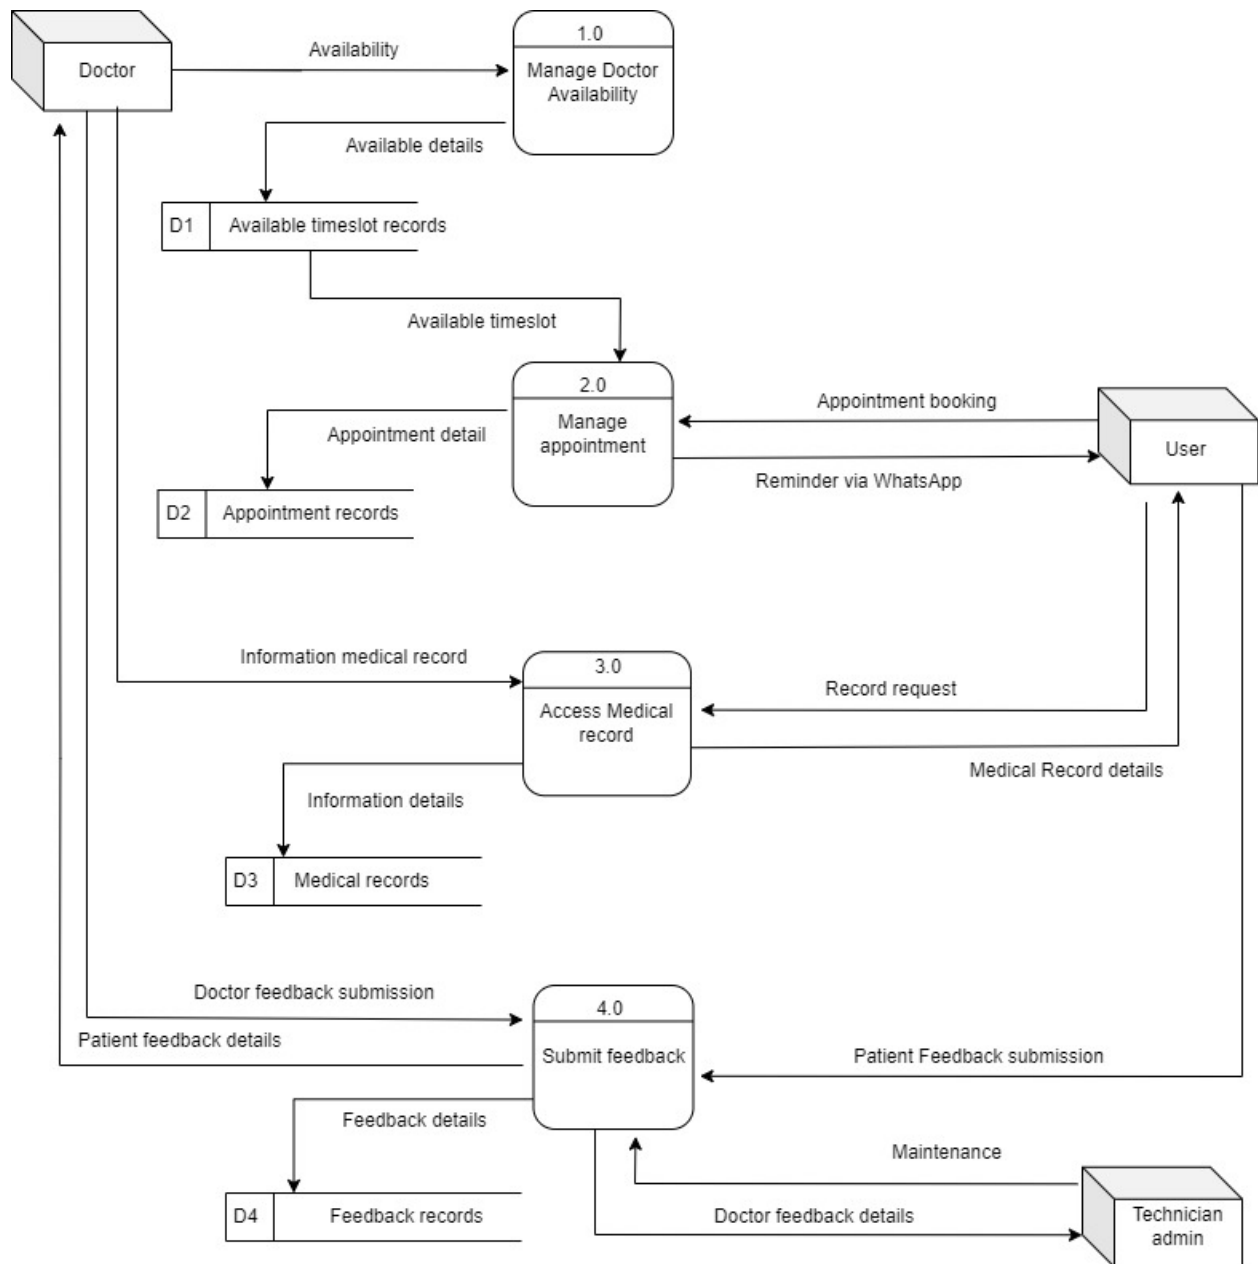 Doctor
Availability
1.0
Manage Doctor
Availability
Available details
D1
Available timeslot records
Available timeslot
2.0
Manage
appointment
Appointment booking
User
Appointment detail
Reminder via WhatsApp
D2
Appointment records
Information medical record
3.0
Access Medical
record
Record request
Medical Record details
Information details
D3
Medical records
Doctor feedback submission
4.0
Submit feedback
Patient feedback details
Patient Feedback submission
Feedback details
Maintenance
D4
Feedback records
Doctor feedback details
Technician
admin